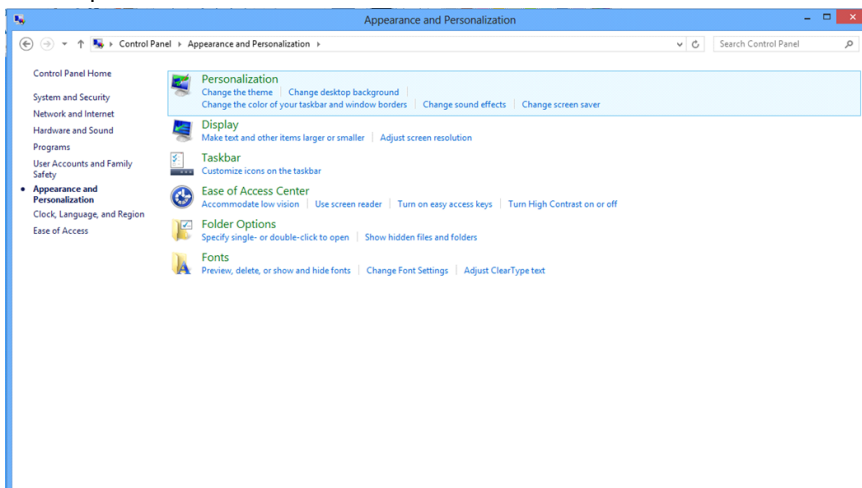 Appearance and Personalization
Control Panel Appearance and Personalization
Search Control Panel
Control Panel Home
System and Security
Network and Internet
Hardware and Sound
Programs
User Accounts and Family
Safety
Appearance and
Personalization
Clock, Language, and Region
Ease of Access
Personalization
Change the theme Change desktop background
Change the color of your taskbar and window borders Change sound effects Change screen saver
Display
Make text and other items larger or smaller Adjust screen resolution
Taskbar
Customize icons on the taskbar
Ease of Access Center
Accommodate low vision Use screen reader Turn on easy access keys Turn High Contrast on or off
Folder Options
Specify single- or double-click to open Show hidden files and folders
Fonts
Preview, delete, or show and hide fonts Change Font Settings Adjust ClearType text